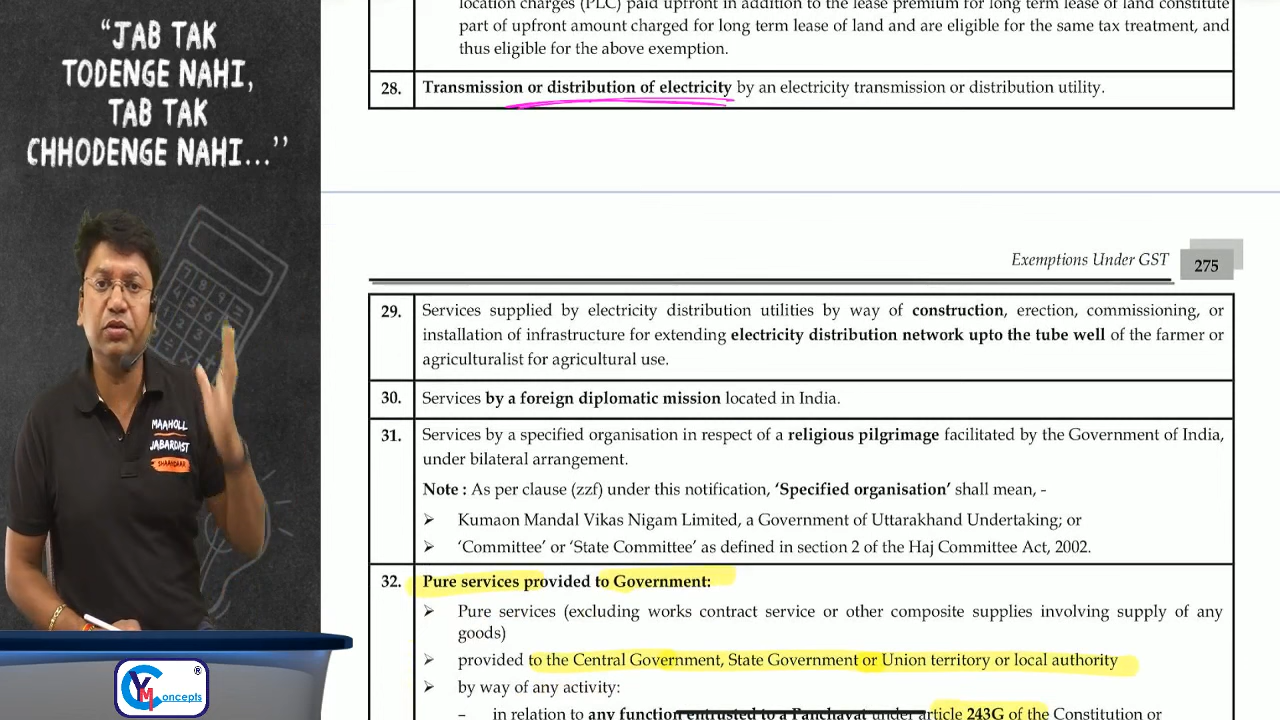 “JAB TAK
TODENGE NAHI,
TAB TAK
CHHODENGE NAHI...’’
MAAHOLL
JABARDAST
SHAANDAAR
CYM Concepts ®
location charges (PLC) paid upfront in addition to the lease premium for long term lease of land constitute
part of upfront amount charged for long term lease of land and are eligible for the same tax treatment, and
thus eligible for the above exemption.
28. Transmission or distribution of electricity by an electricity transmission or distribution utility.
Exemptions Under GST 275
29. Services supplied by electricity distribution utilities by way of construction, erection, commissioning, or
installation of infrastructure for extending electricity distribution network upto the tube well of the farmer or
agriculturalist for agricultural use.
30. Services by a foreign diplomatic mission located in India.
31. Services by a specified organisation in respect of a religious pilgrimage facilitated by the Government of India,
under bilateral arrangement.
Note : As per clause (zzf) under this notification, ‘Specified organisation’ shall mean, -
➢ Kumaon Mandal Vikas Nigam Limited, a Government of Uttarakhand Undertaking; or
➢ ‘Committee’ or ‘State Committee’ as defined in section 2 of the Haj Committee Act, 2002.
32. Pure services provided to Government:
➢ Pure services (excluding works contract service or other composite supplies involving supply of any
goods)
➢ provided to the Central Government, State Government or Union territory or local authority
➢ by way of any activity:
– in relation to any function entrusted to a Panchayat under article 243G of the Constitution or